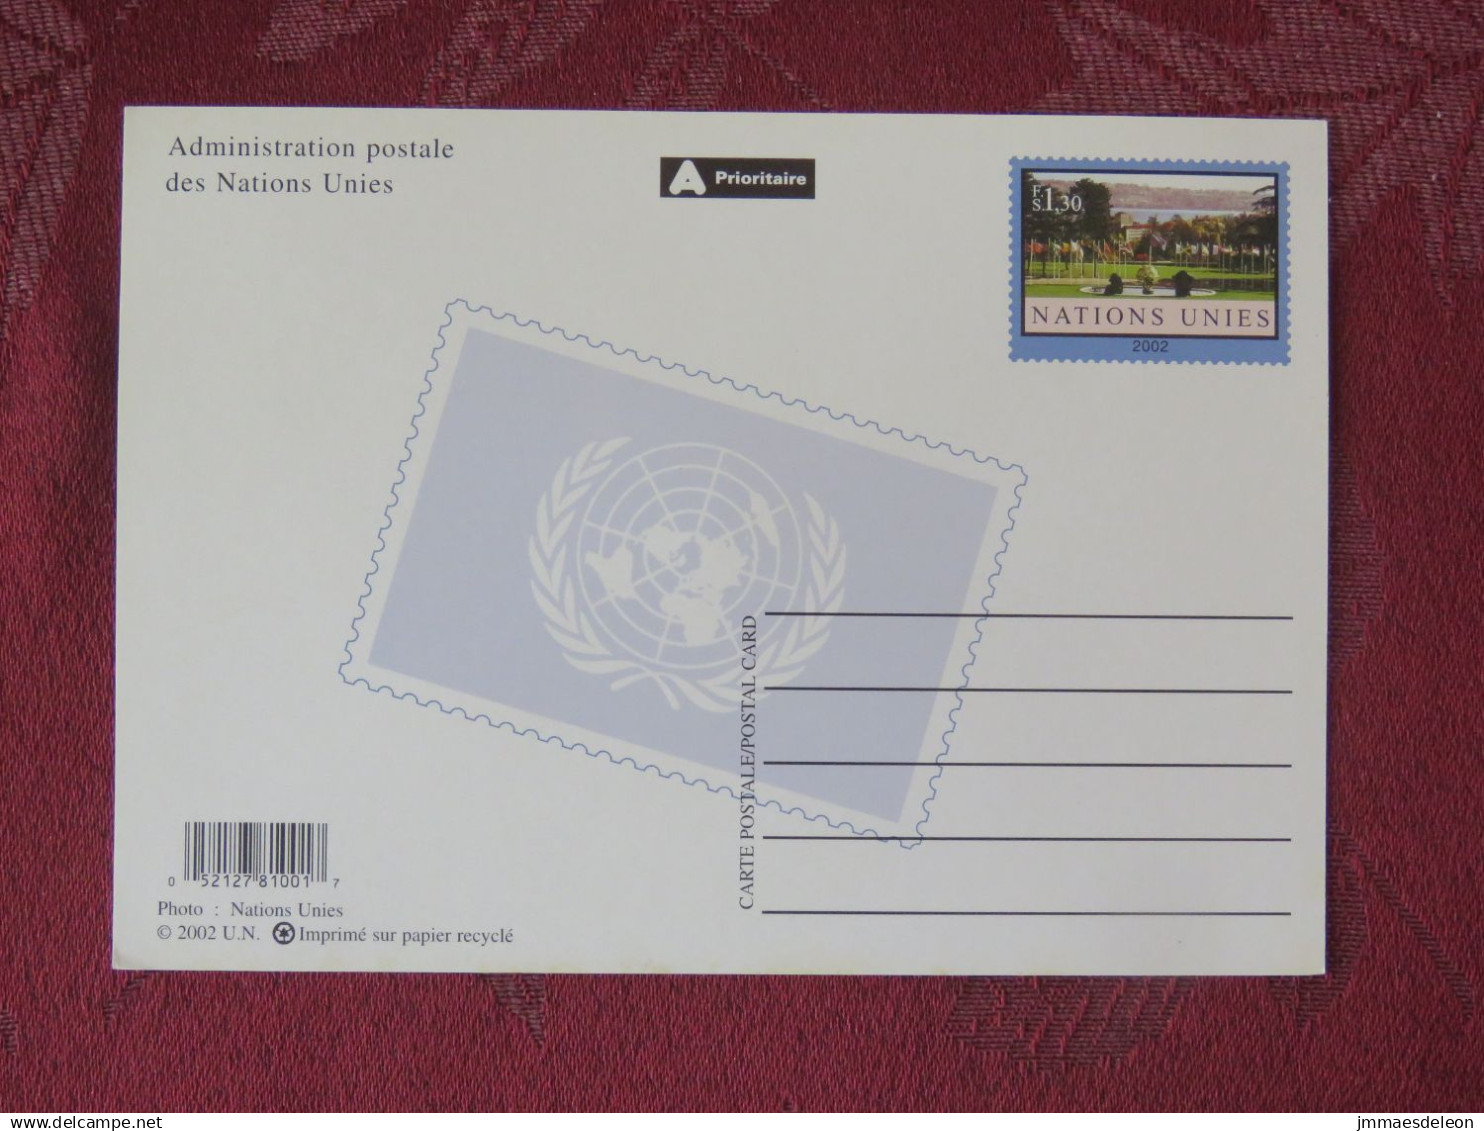 Administration postale
des Nations Unies
A Prioritaire
F.S. 1,30
NATIONS UNIES
2002
CARTE POSTALE/POSTAL CARD
0 52127 81001 7
Photo : Nations Unies
© 2002 U.N. Imprimé sur papier recyclé
www.delcampe.net
jmmaesdeleon